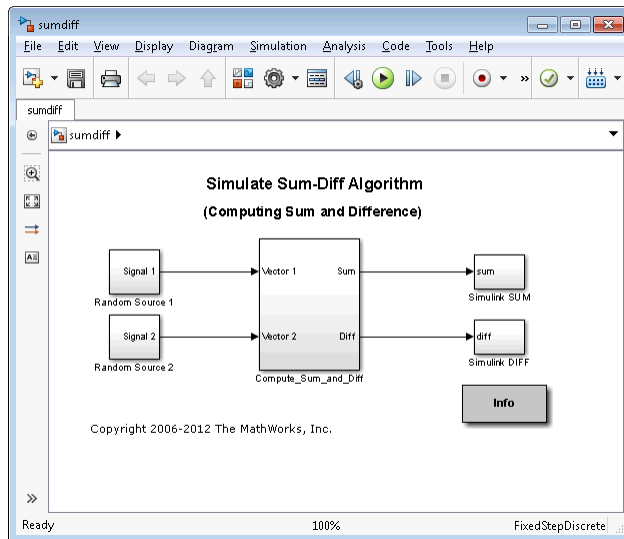 sumdiff
File Edit View Display Diagram Simulation Analysis Code Tools Help
sumdiff
sumdiff
Simulate Sum-Diff Algorithm
(Computing Sum and Difference)
Signal 1
Random Source 1
Vector 1 Sum
sum
Simulink SUM
Signal 2
Random Source 2
Vector 2 Diff
diff
Simulink DIFF
Compute_Sum_and_Diff
Info
Copyright 2006-2012 The MathWorks, Inc.
Ready 100% FixedStepDiscrete